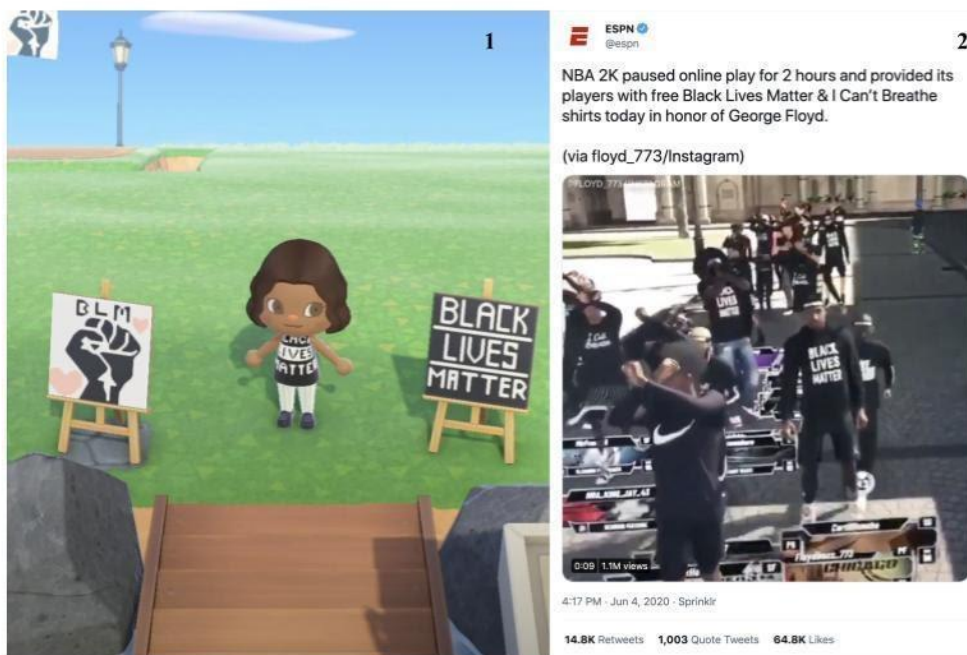 1
BLM
BLACK
LIVES
MATTER
BLACK
LIVES
MATTER
2
ESPN
@espn
NBA 2K paused online play for 2 hours and provided its
players with free Black Lives Matter & I Can't Breathe
shirts today in honor of George Floyd.
(via floyd_773/Instagram)
BLACK
LIVES
MATTER
BLACK
LIVES
MATTER
CHICAGO
0:09 1.1M views
4:17 PM · Jun 4, 2020 · Sprinklr
14.8K Retweets 1,003 Quote Tweets 64.8K Likes